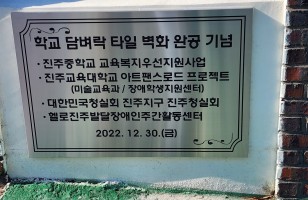 학교 담벼락 타일 벽화 완공 기념
· 진주중학교 교육복지우선지원사업
· 진주교육대학교 아트팬스로드 프로젝트
(미술교육과 / 장애학생지원센터)
· 대한민국청실회 진주지구 진주청실회
· 헬로진주발달장애인주간활동센터
2022. 12. 30.(금)